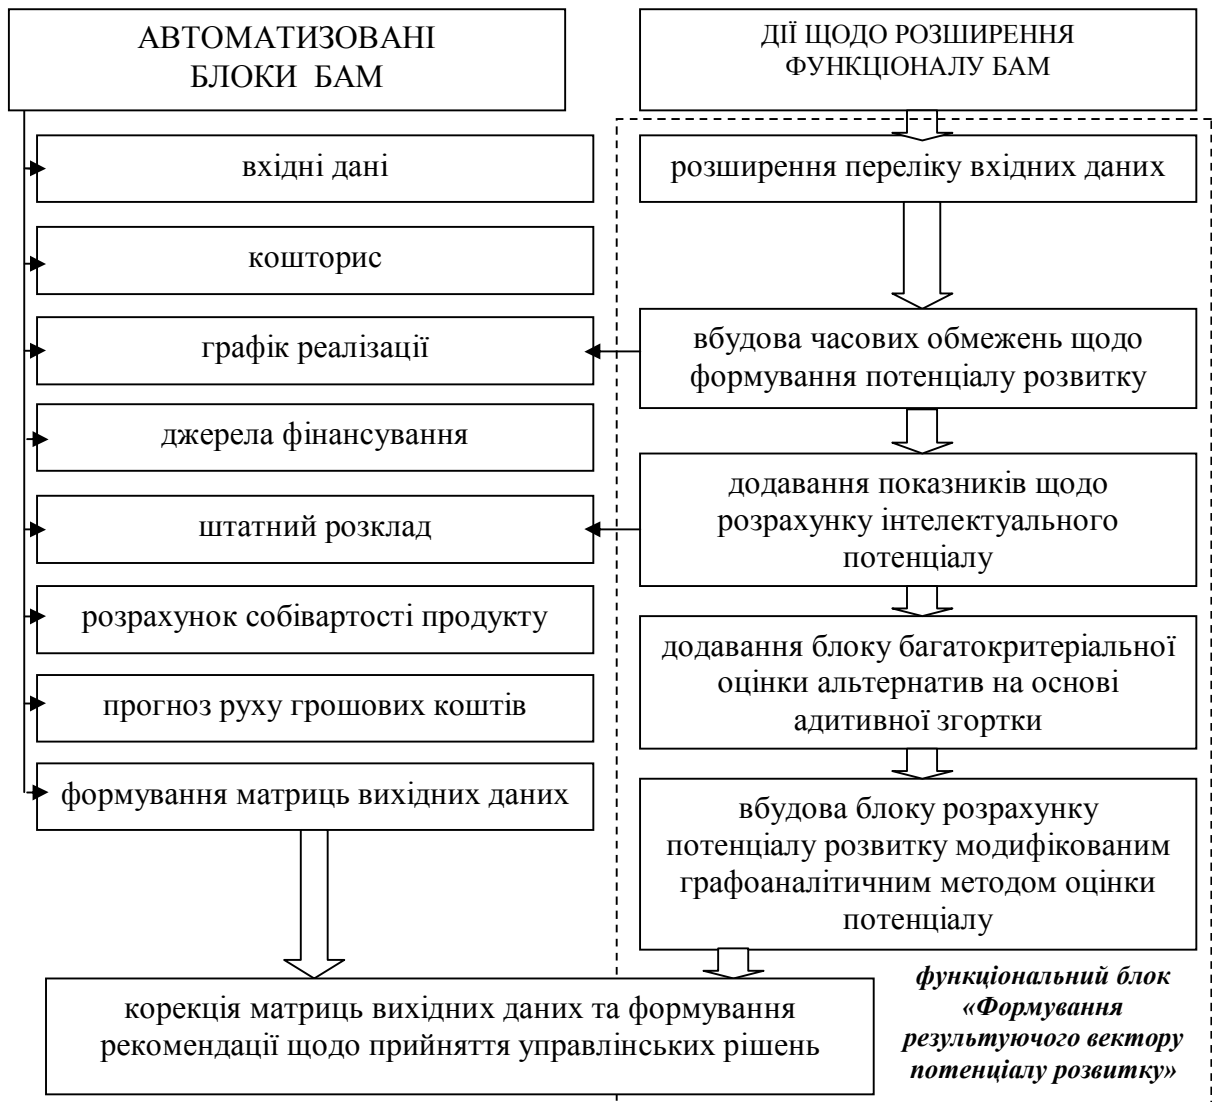 АВТОМАТИЗОВАНІ
БЛОКИ БАМ
вхідні дані
кошторис
графік реалізації
джерела фінансування
штатний розклад
розрахунок собівартості продукту
прогноз руху грошових коштів
формування матриць вихідних даних
ДІЇ ЩОДО РОЗШИРЕННЯ
ФУНКЦІОНАЛУ БАМ
розширення переліку вхідних даних
вбудова часових обмежень щодо
формування потенціалу розвитку
додавання показників щодо
розрахунку інтелектуального
потенціалу
додавання блоку багатокритеріальної
оцінки альтернатив на основі
адитивної згортки
вбудова блоку розрахунку
потенціалу розвитку модифікованим
графоаналітичним методом оцінки
потенціалу
корекція матриць вихідних даних та формування
рекомендації щодо прийняття управлінських рішень
функціональний блок
«Формування
результуючого вектору
потенціалу розвитку»